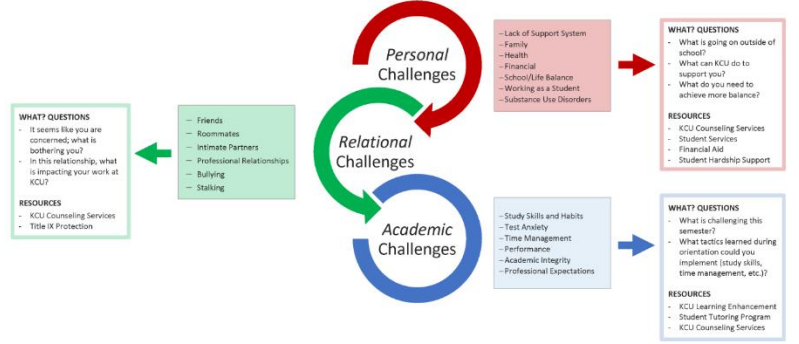 Personal
Challenges
– Lack of Support System
– Family
– Health
– Financial
– School/Life Balance
– Working as a Student
– Substance Use Disorders
WHAT? QUESTIONS
- What is going on outside of
school?
- What can KCU do to
support you?
- What do you need to
achieve more balance?
RESOURCES
- KCU Counseling Services
- Student Services
- Financial Aid
- Student Hardship Support
Relational
Challenges
– Friends
– Roommates
– Intimate Partners
– Professional Relationships
– Bullying
– Stalking
WHAT? QUESTIONS
- It seems like you are
concerned; what is
bothering you?
- In this relationship, what
is impacting your work at
KCU?
RESOURCES
- KCU Counseling Services
- Title IX Protection
Academic
Challenges
– Study Skills and Habits
– Test Anxiety
– Time Management
– Performance
– Academic Integrity
– Professional Expectations
WHAT? QUESTIONS
- What is challenging this
semester?
- What tactics learned during
orientation could you
implement (study skills,
time management, etc.)?
RESOURCES
- KCU Learning Enhancement
- Student Tutoring Program
- KCU Counseling Services